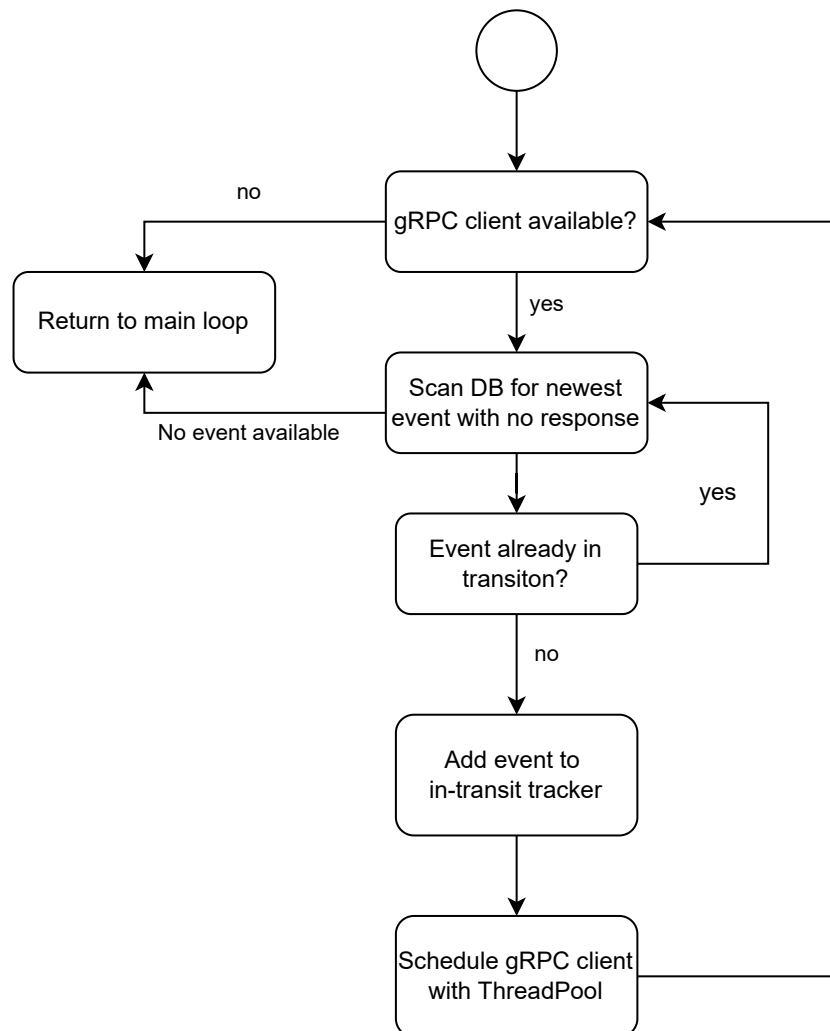 no
gRPC client available?
Return to main loop
yes
Scan DB for newest
event with no response
No event available
yes
Event already in
transiton?
no
Add event to
in-transit tracker
Schedule gRPC client
with ThreadPool